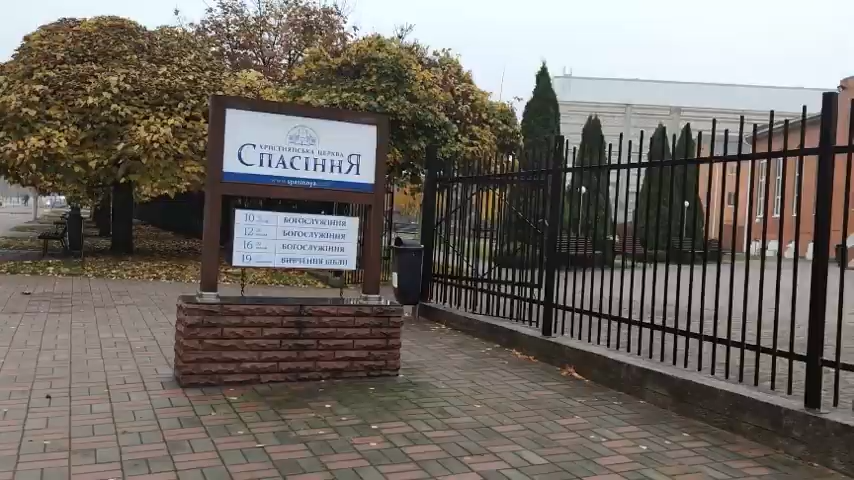 ХРИСТИЯНСЬКА ЦЕРКВА
СПАСІННЯ
10 БОГОСЛУЖІННЯ
12 БОГОСЛУЖІННЯ
16 БОГОСЛУЖІННЯ
19 ВИВЧЕННЯ БІБЛІЇ